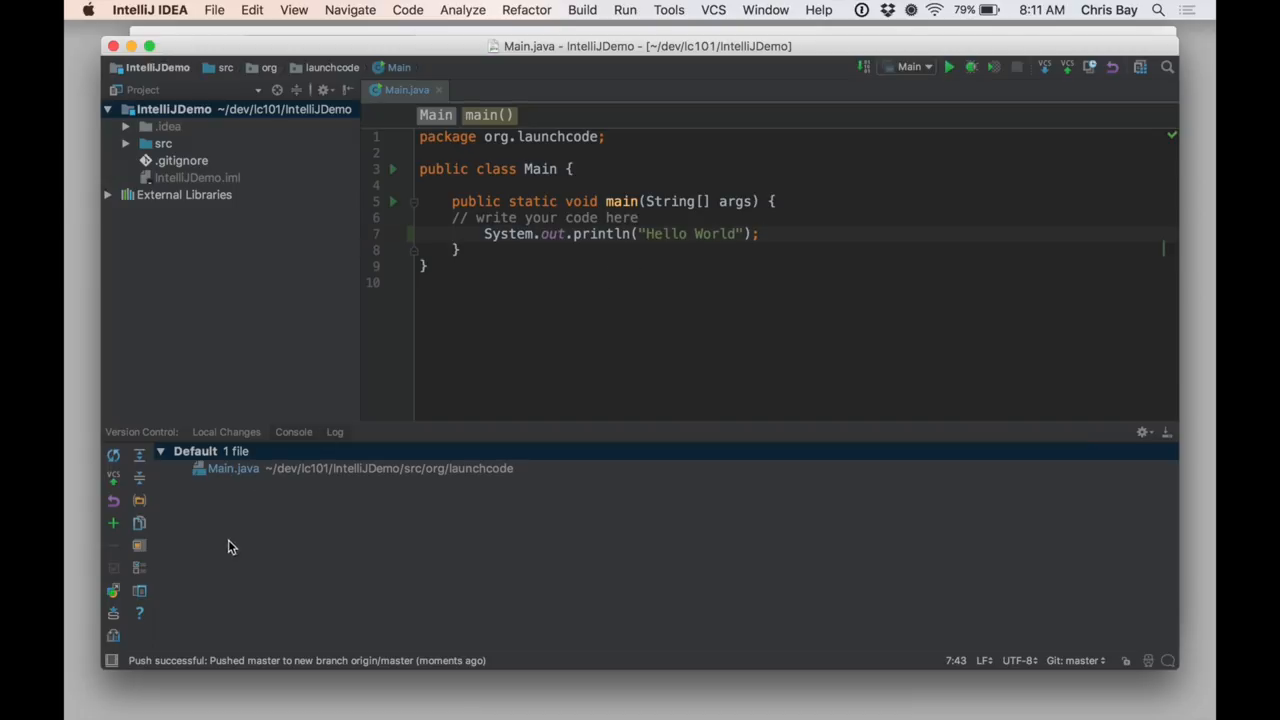 IntelliJ IDEA File Edit View Navigate Code Analyze Refactor Build Run Tools VCS Window Help 79% 8:11 AM Chris Bay
Main.java - IntelliJDemo - [~/dev/lc101/IntelliJDemo]
IntelliJDemo src org launchcode Main Main VCS VCS
Project Main.java
IntelliJDemo ~/dev/lc101/IntelliJDemo
.idea
src
.gitignore
IntelliJDemo.iml
External Libraries
Main main()
1 package org.launchcode;
2
3 public class Main {
4
5 public static void main(String[] args) {
6 // write your code here
7 System.out.println("Hello World");
8 }
9 }
10
Version Control: Local Changes Console Log
Default 1 file
Main.java ~/dev/lc101/IntelliJDemo/src/org/launchcode
VCS
?
Push successful: Pushed master to new branch origin/master (moments ago) 7:43 LF UTF-8 Git: master